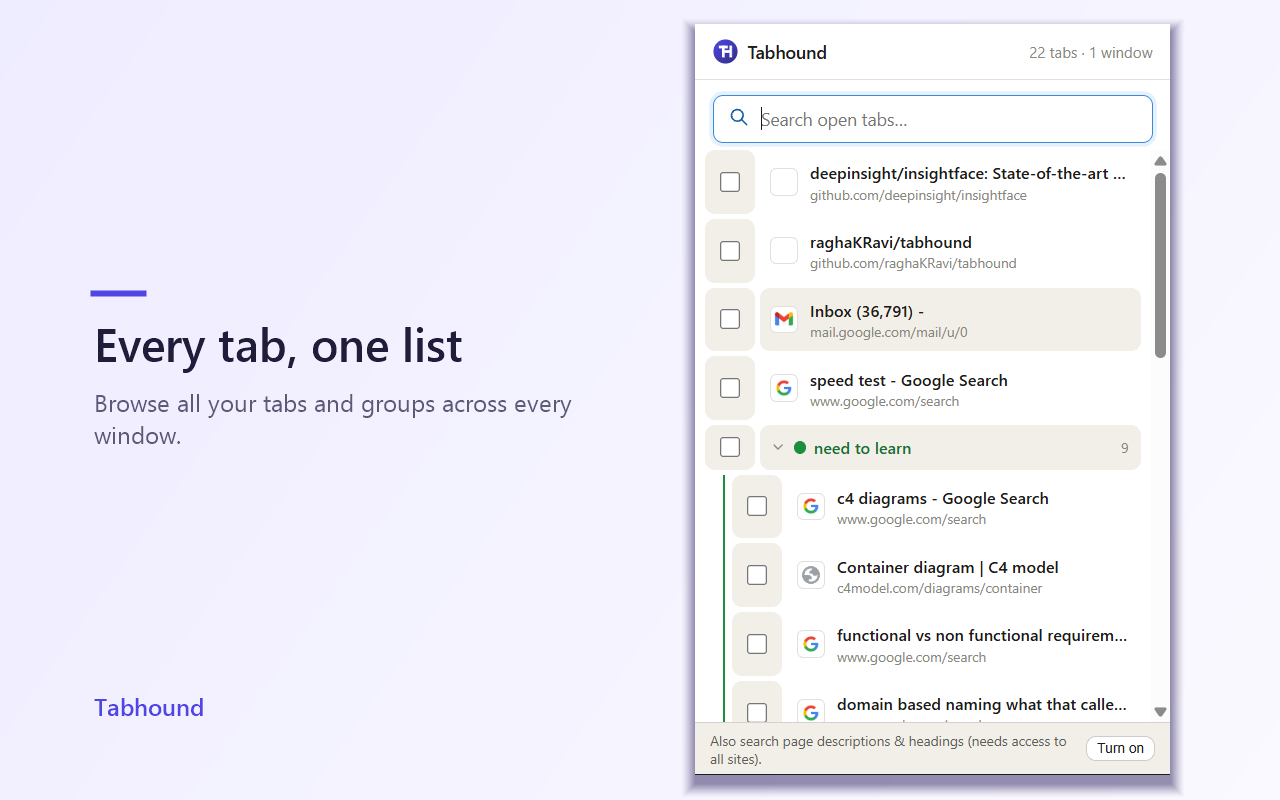 Every tab, one list
Browse all your tabs and groups across every
window.
Tabhound
TH
Tabhound
22 tabs · 1 window
Search open tabs...
deepinsight/insightface: State-of-the-art ...
github.com/deepinsight/insightface
raghaKRavi/tabhound
github.com/raghaKRavi/tabhound
Inbox (36,791) -
mail.google.com/mail/u/0
speed test - Google Search
www.google.com/search
need to learn
9
c4 diagrams - Google Search
www.google.com/search
Container diagram | C4 model
c4model.com/diagrams/container
functional vs non functional requirem...
www.google.com/search
domain based naming what that calle...
Also search page descriptions & headings (needs access to
all sites).
Turn on